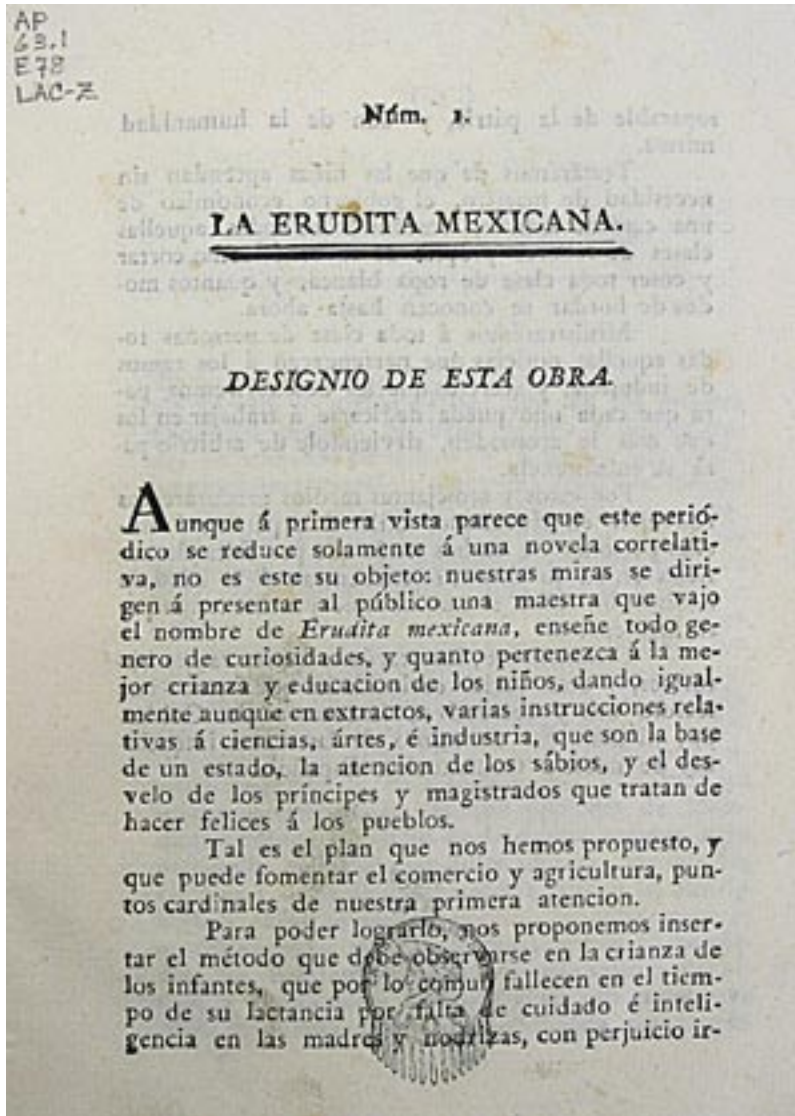 AP
63.1
E78
LAC-Z
Núm. 1.
LA ERUDITA MEXICANA.
DESIGNIO DE ESTA OBRA.
Aunque á primera vista parece que este perió-
dico se reduce solamente á una novela correlati-
va, no es este su objeto: nuestras miras se diri-
gen á presentar al público una maestra que vajo
el nombre de Erudita mexicana, enseñe todo ge-
nero de curiosidades, y quanto pertenezca á la me-
jor crianza y educacion de los niños, dando igual-
mente aunque en extractos, varias instrucciones rela-
tivas á ciencias, ártes, é industria, que son la base
de un estado, la atencion de los sábios, y el des-
velo de los príncipes y magistrados que tratan de
hacer felices á los pueblos.
Tal es el plan que nos hemos propuesto, y
que puede fomentar el comercio y agricultura, pun-
tos cardinales de nuestra primera atencion.
Para poder lograrlo, nos proponemos inser-
tar el método que debe observarse en la crianza de
los infantes, que por lo comun fallecen en el tiem-
po de su lactancia por falta de cuidado é inteli-
gencia en las madres y nodrizas, con perjuicio ir-